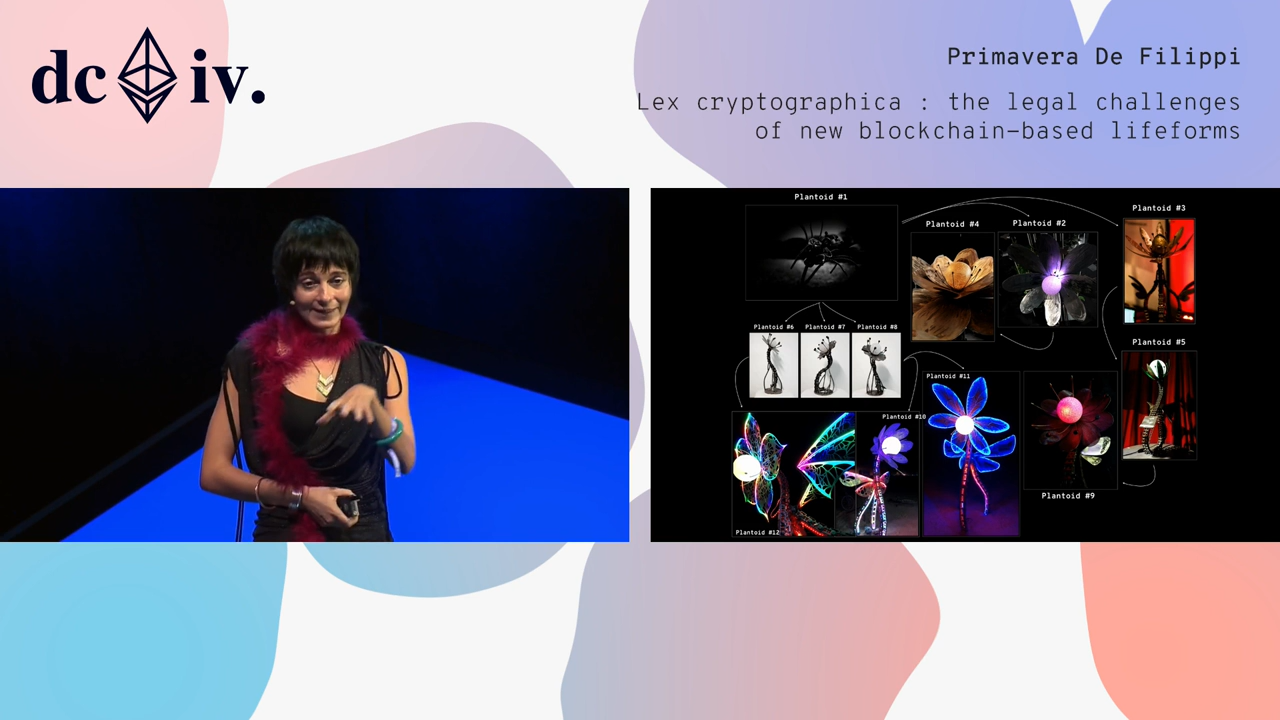 dc iv.
Primavera De Filippi
Lex cryptographica : the legal challenges
of new blockchain-based lifeforms
Plantoid #1
Plantoid #4
Plantoid #2
Plantoid #3
Plantoid #6
Plantoid #7
Plantoid #8
Plantoid #5
Plantoid #11
Plantoid #10
Plantoid #9
Plantoid #12